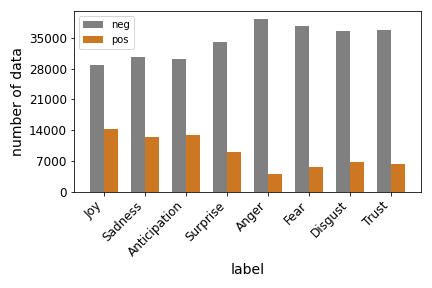 neg
pos
number of data
35000
28000
21000
14000
7000
0
Joy
Sadness
Anticipation
Surprise
Anger
Fear
Disgust
Trust
label